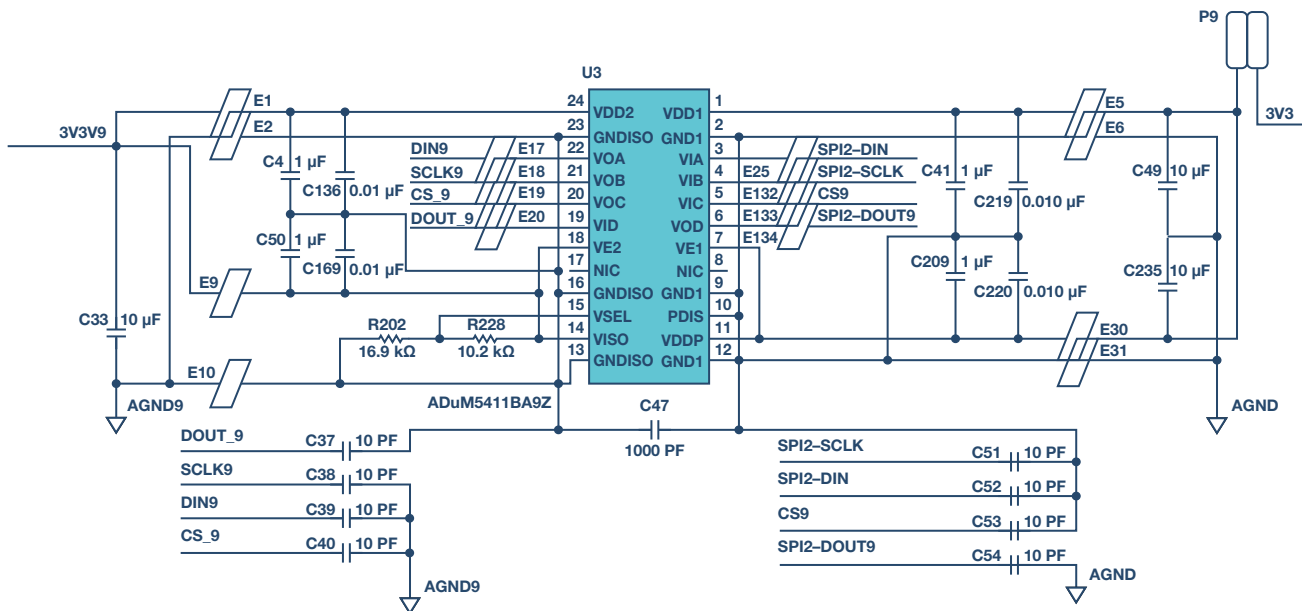 P9
U3
E1
E2
3V3V9
C4 1 µF
C136 0.01 µF
C50 1 µF
C169 0.01 µF
E9
C33 10 µF
E10
AGND9
R202
16.9 kΩ
R228
10.2 kΩ
DIN9 E17
SCLK9 E18
CS_9 E19
DOUT_9 E20
24 VDD2 VDD1 1
23 GNDISO GND1 2
22 VOA VIA 3
21 VOB VIB 4
20 VOC VIC 5
19 VID VOD 6
18 VE2 VE1 7
17 NIC NIC 8
16 GNDISO GND1 9
15 VSEL PDIS 10
14 VISO VDDP 11
13 GNDISO GND1 12
ADuM5411BA9Z
SPI2–DIN
E25 SPI2–SCLK
E132 CS9
E133 SPI2–DOUT9
E134
C41 1 µF
C219 0.010 µF
C209 1 µF
C220 0.010 µF
E5
E6
3V3
C49 10 µF
C235 10 µF
E30
E31
AGND
C47
1000 PF
DOUT_9 C37 10 PF
SCLK9 C38 10 PF
DIN9 C39 10 PF
CS_9 C40 10 PF
AGND9
SPI2–SCLK C51 10 PF
SPI2–DIN C52 10 PF
CS9 C53 10 PF
SPI2–DOUT9 C54 10 PF
AGND